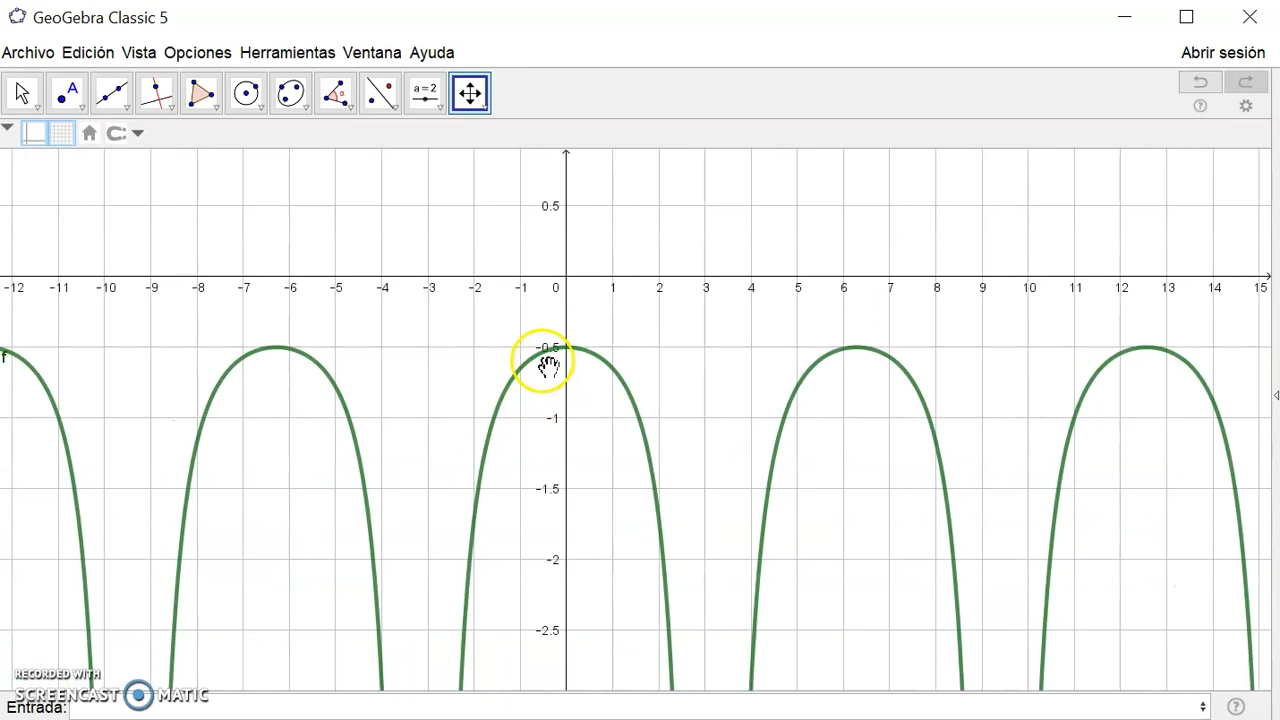 GeoGebra Classic 5
Archivo Edición Vista Opciones Herramientas Ventana Ayuda Abrir sesión
A α a=2
0.5
-12 -11 -10 -9 -8 -7 -6 -5 -4 -3 -2 -1 0 1 2 3 4 5 6 7 8 9 10 11 12 13 14 15
f
-0.5
-1
-1.5
-2
-2.5
RECORDED WITH
SCREENCAST MATIC
Entrada: